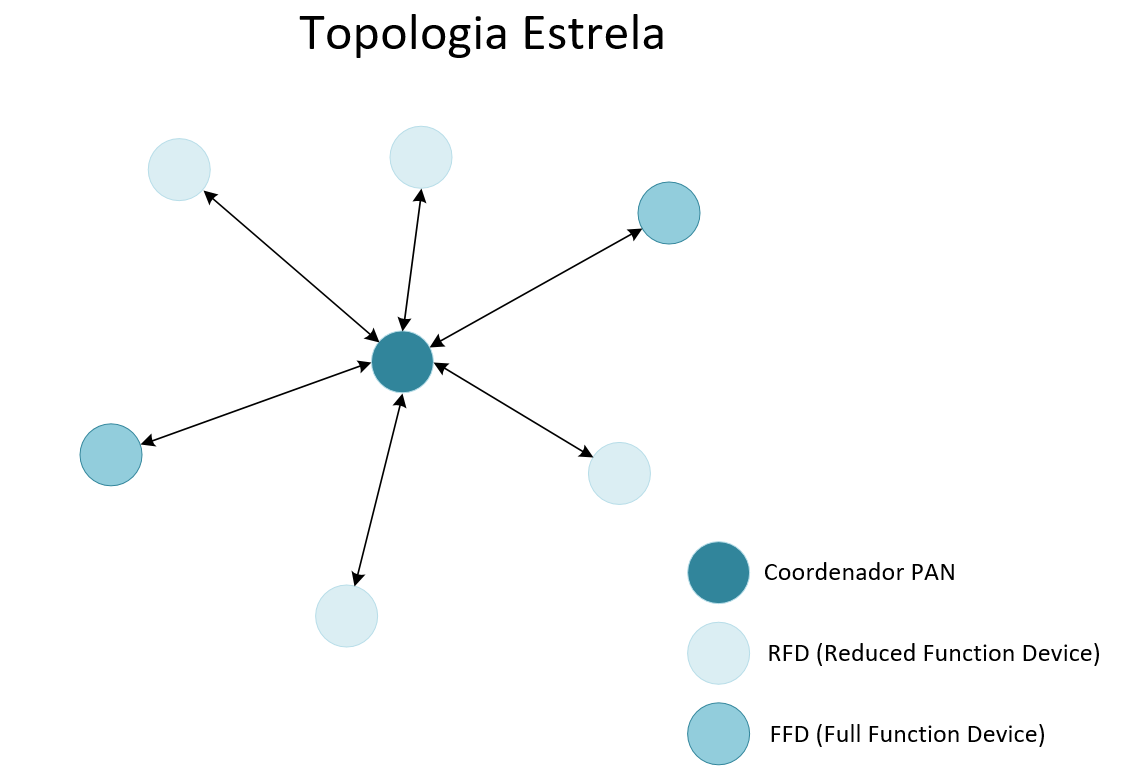 Topologia Estrela
Coordenador PAN
RFD (Reduced Function Device)
FFD (Full Function Device)